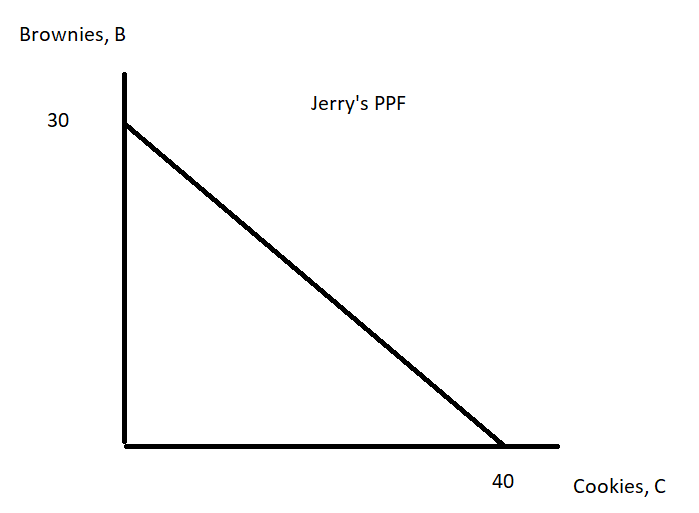 Brownies, B
Jerry's PPF
30
40
Cookies, C